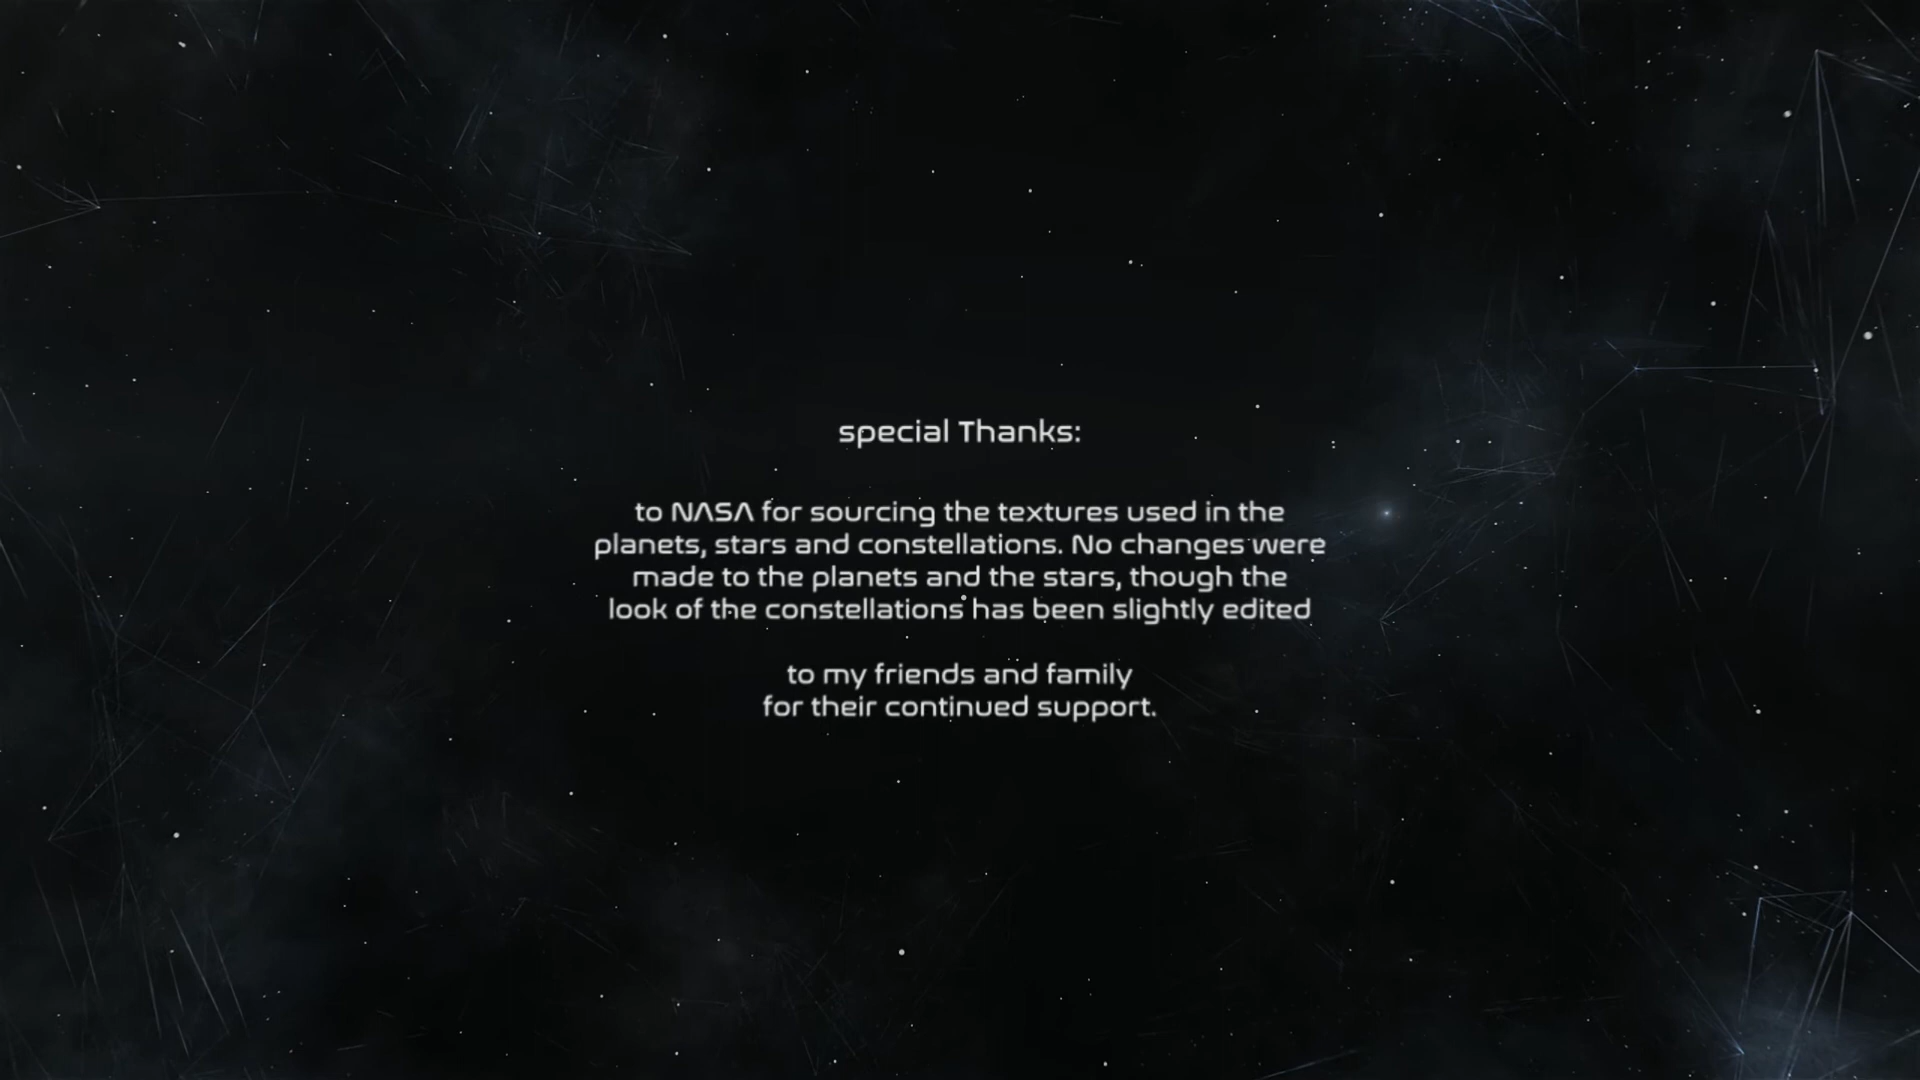 special Thanks:
to NASA for sourcing the textures used in the
planets, stars and constellations. No changes were
made to the planets and the stars, though the
look of the constellations has been slightly edited
to my friends and family
for their continued support.